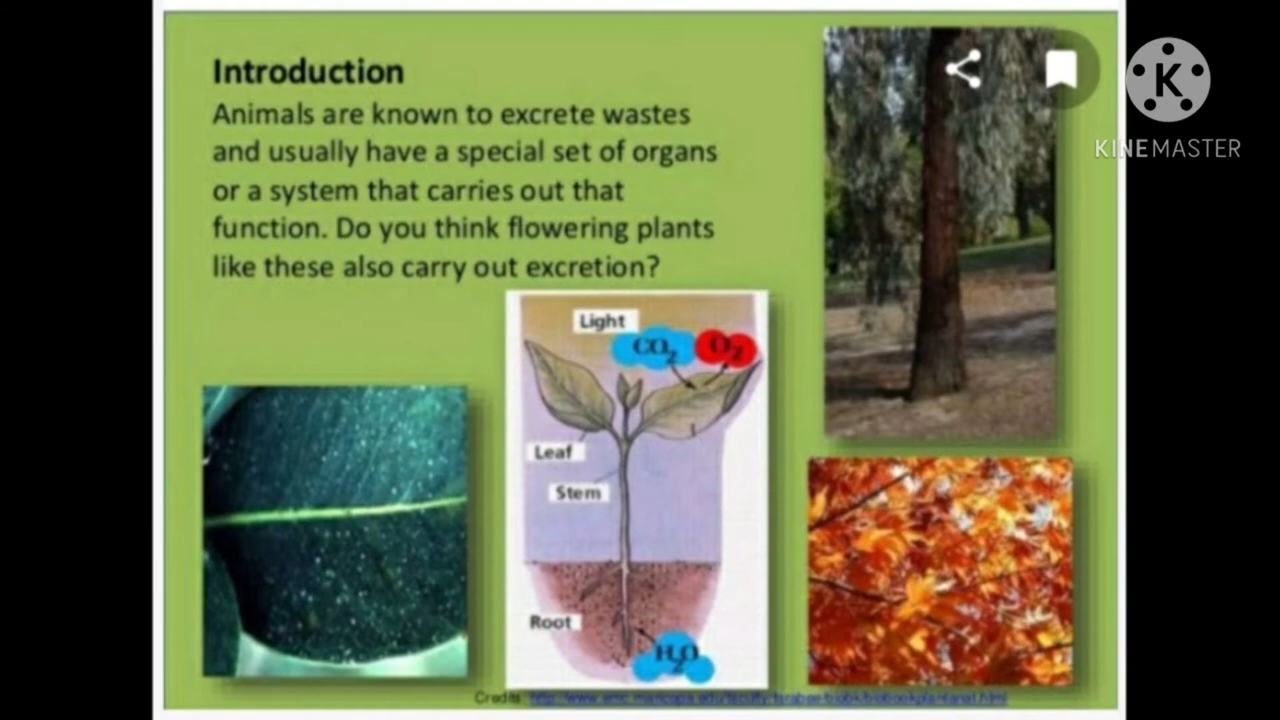 Introduction
Animals are known to excrete wastes
and usually have a special set of organs
or a system that carries out that
function. Do you think flowering plants
like these also carry out excretion?
K
KINEMASTER
Light
CO2
O2
Leaf
Stem
Root
H2O
Credits: